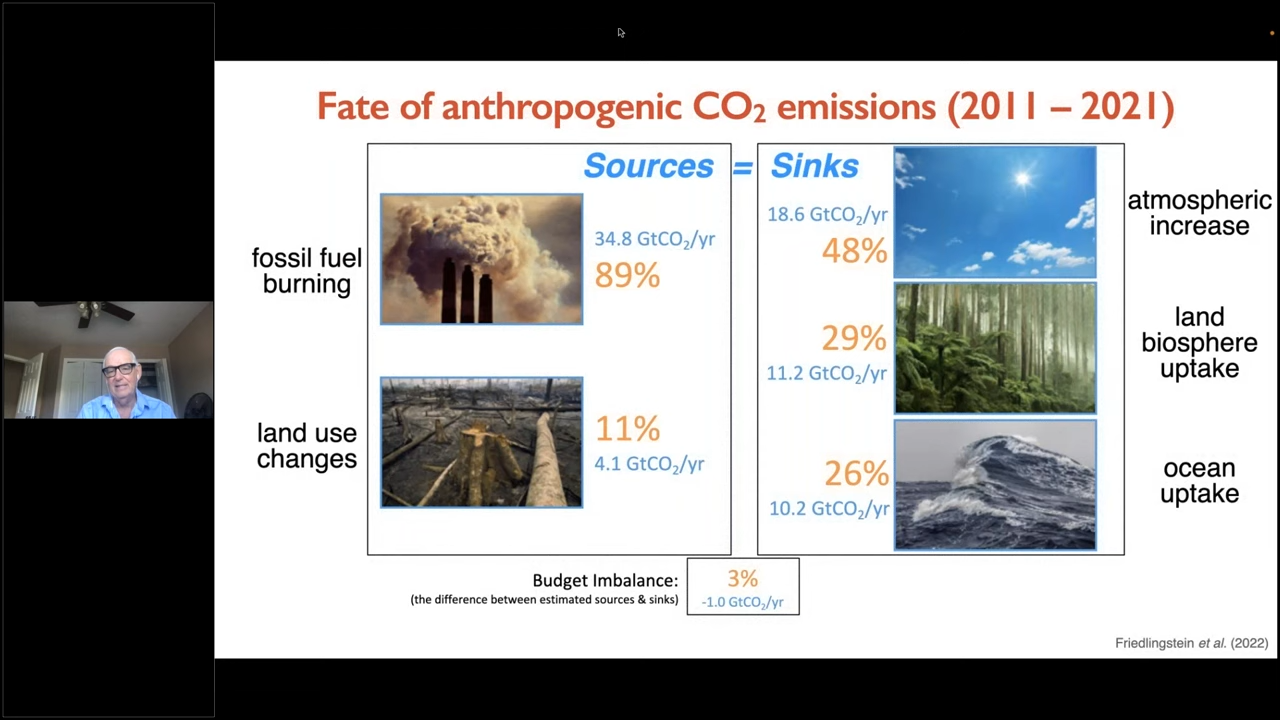 Fate of anthropogenic CO₂ emissions (2011 – 2021)
Sources = Sinks
fossil fuel
burning
34.8 GtCO₂/yr
89%
land use
changes
11%
4.1 GtCO₂/yr
18.6 GtCO₂/yr
48%
atmospheric
increase
29%
11.2 GtCO₂/yr
land
biosphere
uptake
26%
10.2 GtCO₂/yr
ocean
uptake
Budget Imbalance:
(the difference between estimated sources & sinks)
3%
-1.0 GtCO₂/yr
Friedlingstein et al. (2022)